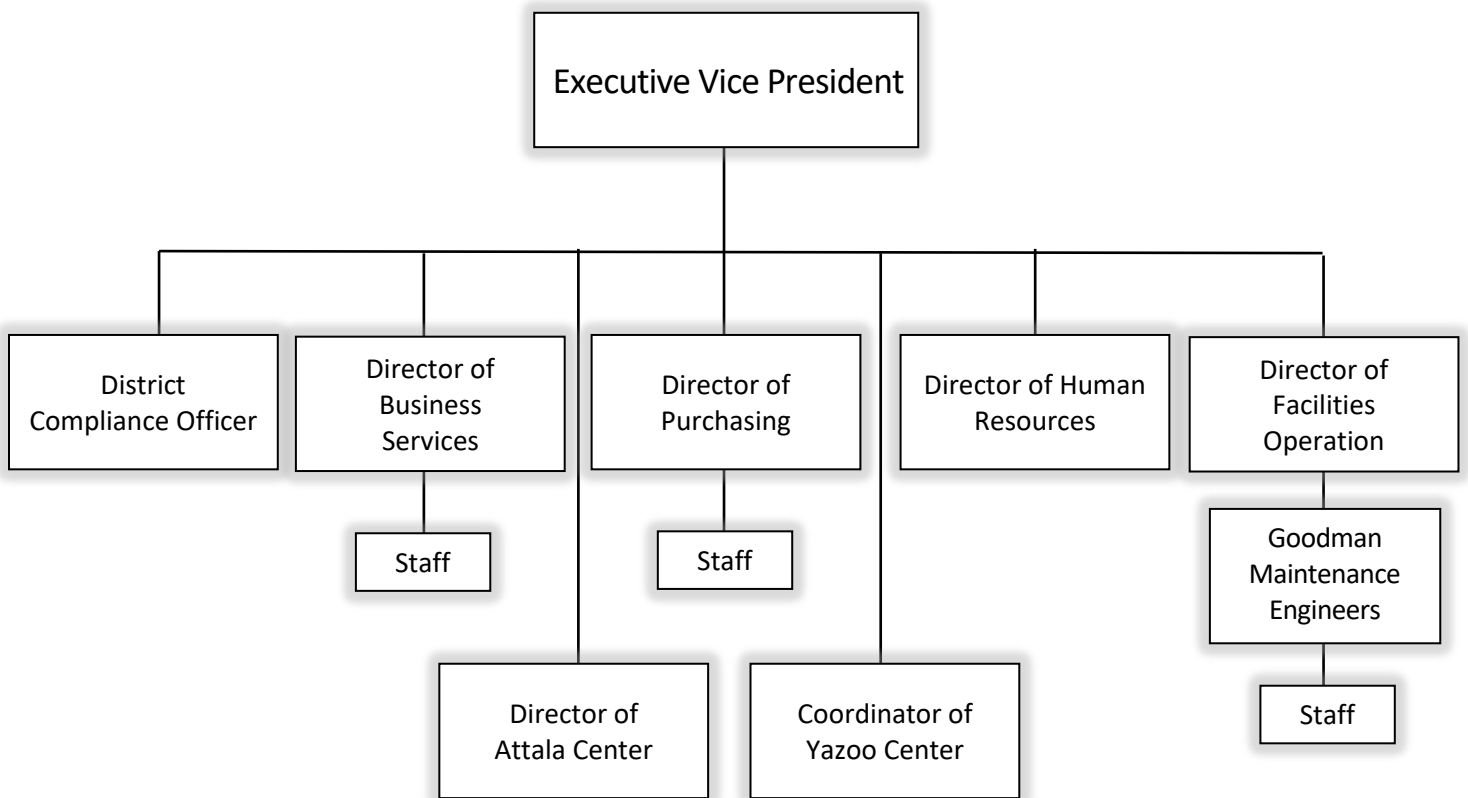 Executive Vice President
District
Compliance Officer
Director of
Business
Services
Director of
Purchasing
Director of Human
Resources
Director of
Facilities
Operation
Staff
Staff
Goodman
Maintenance
Engineers
Director of
Attala Center
Coordinator of
Yazoo Center
Staff